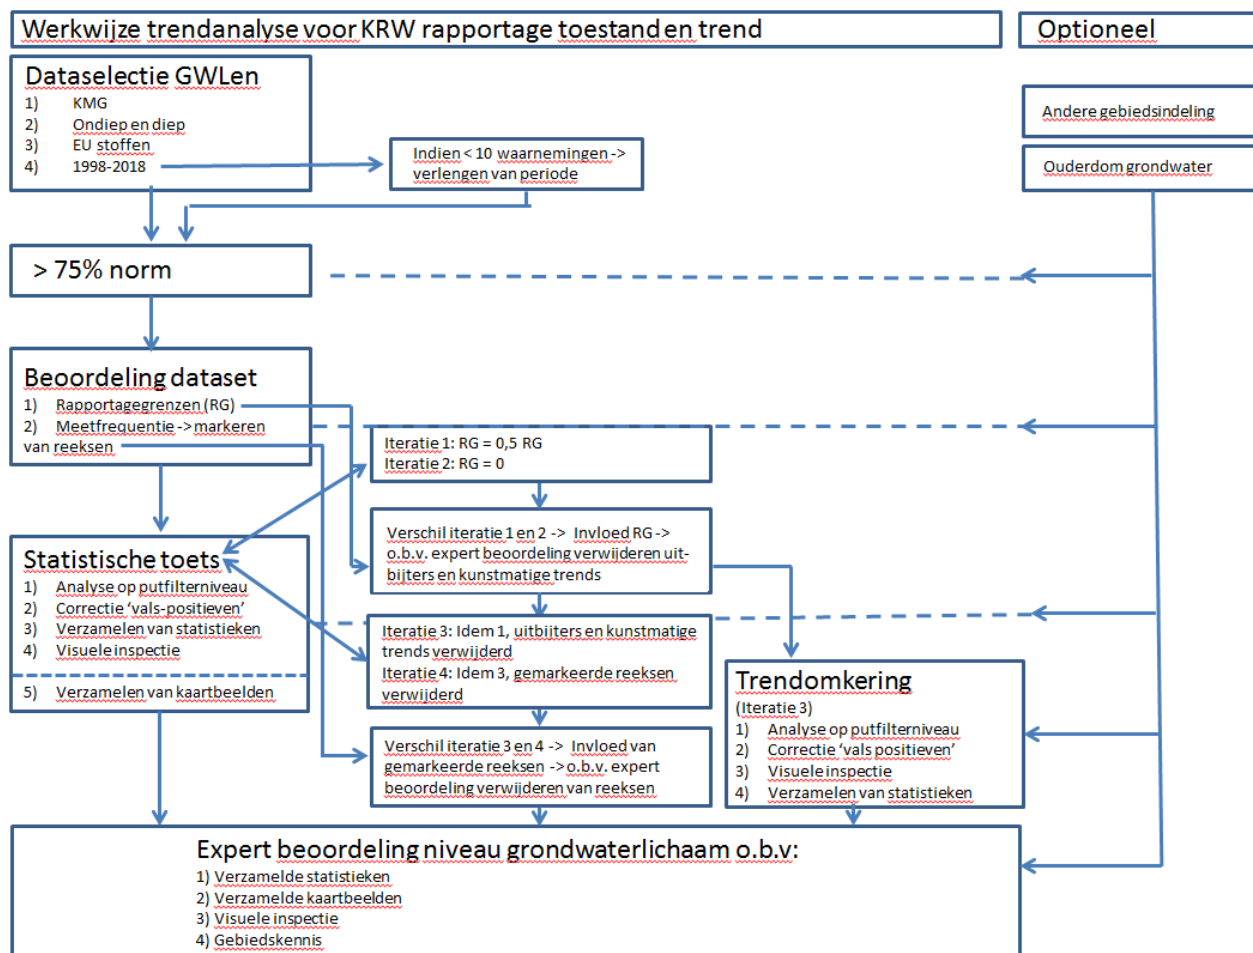 Werkwijze trendanalyse voor KRW rapportage toestand en trend
Optioneel
Dataselectie GWLen
1) KMG
2) Ondiep en diep
3) EU stoffen
4) 1998-2018
Indien < 10 waarnemingen ->
verlengen van periode
Andere gebiedsindeling
Ouderdom grondwater
> 75% norm
Beoordeling dataset
1) Rapportagegrenzen (RG)
2) Meetfrequentie -> markeren
van reeksen
Iteratie 1: RG = 0,5 RG
Iteratie 2: RG = 0
Verschil iteratie 1 en 2 -> Invloed RG ->
o.b.v. expert beoordeling verwijderen uit-
bijters en kunstmatige trends
Statistische toets
1) Analyse op putfilterniveau
2) Correctie ‘vals-positieven’
3) Verzamelen van statistieken
4) Visuele inspectie
5) Verzamelen van kaartbeelden
Iteratie 3: Idem 1, uitbijters en kunstmatige
trends verwijderd
Iteratie 4: Idem 3, gemarkeerde reeksen
verwijderd
Verschil iteratie 3 en 4 -> Invloed van
gemarkeerde reeksen -> o.b.v. expert
beoordeling verwijderen van reeksen
Trendomkering
(Iteratie 3)
1) Analyse op putfilterniveau
2) Correctie ‘vals positieven’
3) Visuele inspectie
4) Verzamelen van statistieken
Expert beoordeling niveau grondwaterlichaam o.b.v:
1) Verzamelde statistieken
2) Verzamelde kaartbeelden
3) Visuele inspectie
4) Gebiedskennis